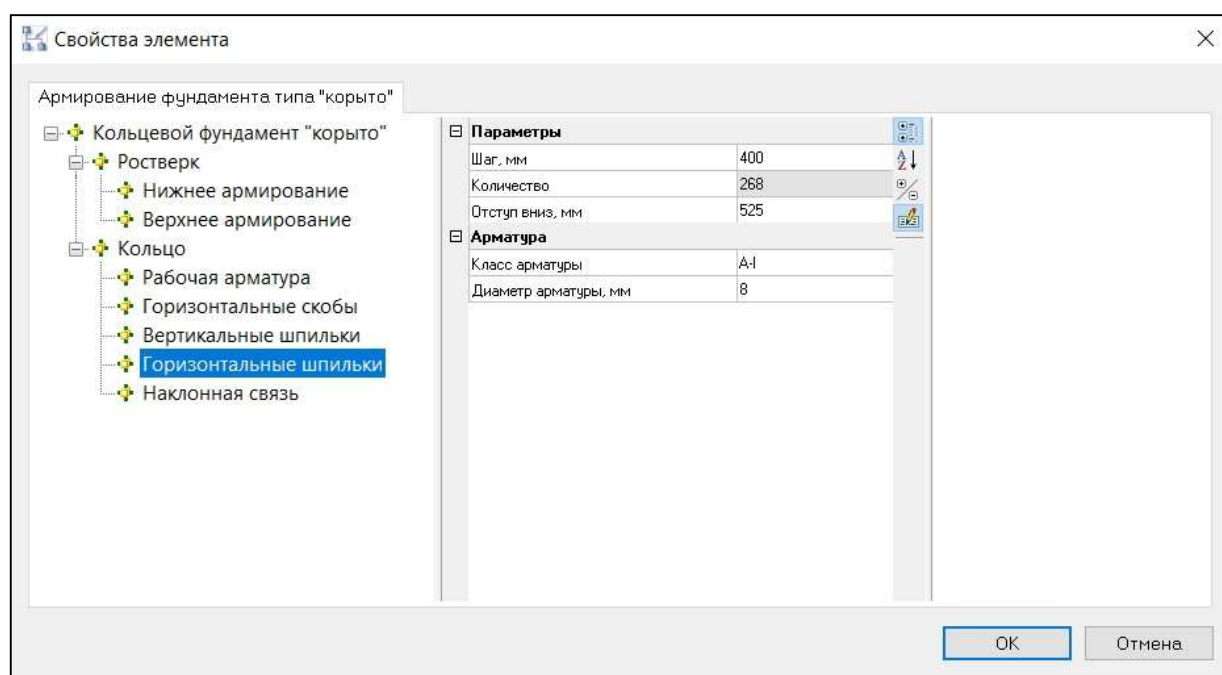 Свойства элемента
Армирование фундамента типа "корыто"
Кольцевой фундамент "корыто"
Ростверк
Нижнее армирование
Верхнее армирование
Кольцо
Рабочая арматура
Горизонтальные скобы
Вертикальные шпильки
Горизонтальные шпильки
Наклонная связь
Параметры
Шаг, мм 400
Количество 268
Отступ вниз, мм 525
Арматура
Класс арматуры A-I
Диаметр арматуры, мм 8
A
Z
OK Отмена